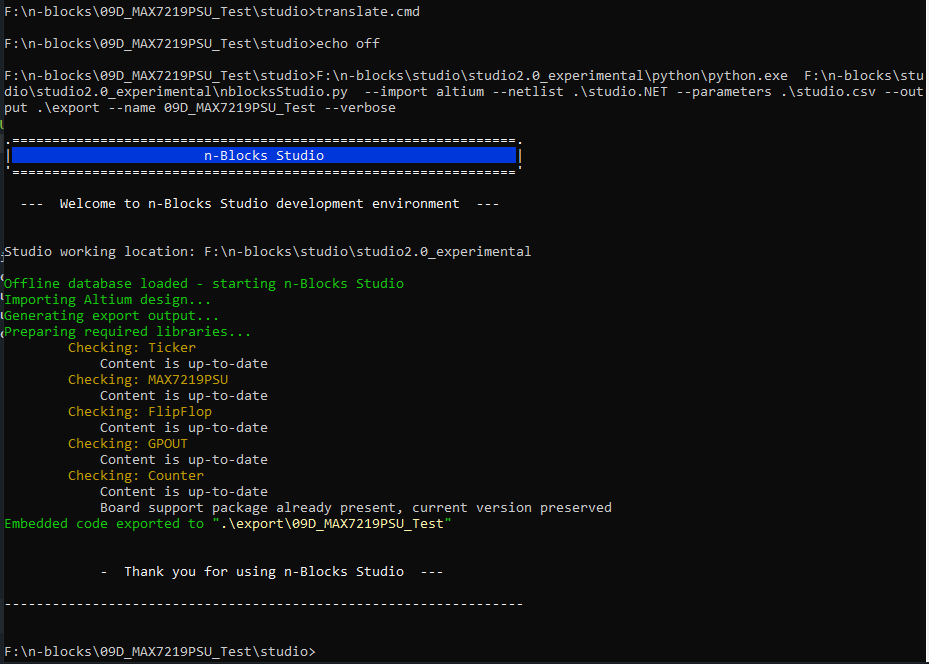 F:\n-blocks\09D_MAX7219PSU_Test\studio>translate.cmd
F:\n-blocks\09D_MAX7219PSU_Test\studio>echo off
F:\n-blocks\09D_MAX7219PSU_Test\studio>F:\n-blocks\studio\studio2.0_experimental\python\python.exe  F:\n-blocks\stu
dio\studio2.0_experimental\nblocksStudio.py  --import altium --netlist .\studio.NET --parameters .\studio.csv --out
put .\export --name 09D_MAX7219PSU_Test --verbose
.===============================================================.
|                        n-Blocks Studio                        |
'==============================================================='
---  Welcome to n-Blocks Studio development environment  ---
Studio working location: F:\n-blocks\studio\studio2.0_experimental
Offline database loaded - starting n-Blocks Studio
Importing Altium design...
Generating export output...
Preparing required libraries...
Checking: Ticker
Content is up-to-date
Checking: MAX7219PSU
Content is up-to-date
Checking: FlipFlop
Content is up-to-date
Checking: GPOUT
Content is up-to-date
Checking: Counter
Content is up-to-date
Board support package already present, current version preserved
Embedded code exported to ".\export\09D_MAX7219PSU_Test"
-  Thank you for using n-Blocks Studio  ---
-----------------------------------------------------------------
F:\n-blocks\09D_MAX7219PSU_Test\studio>